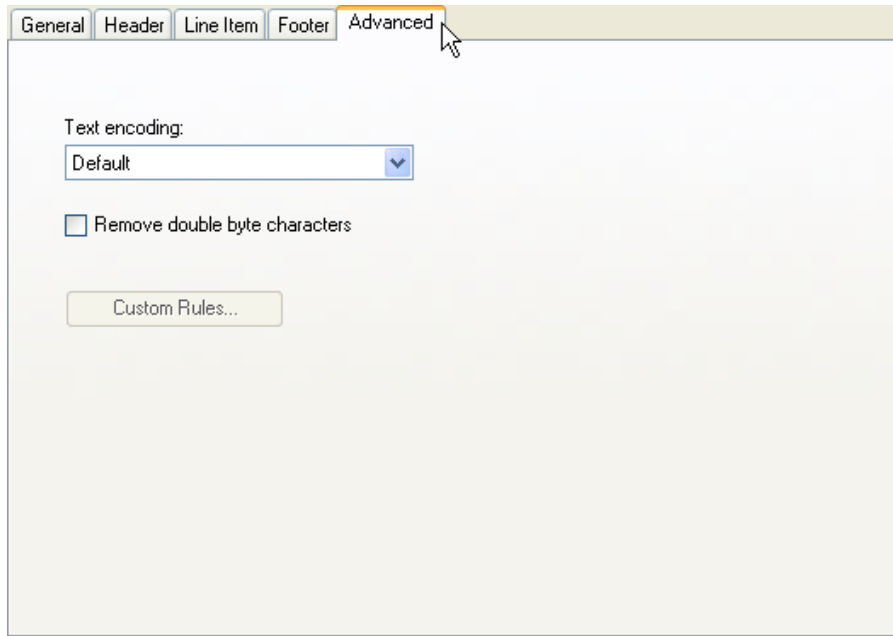 General Header Line Item Footer Advanced
Text encoding:
Default
Remove double byte characters
Custom Rules...